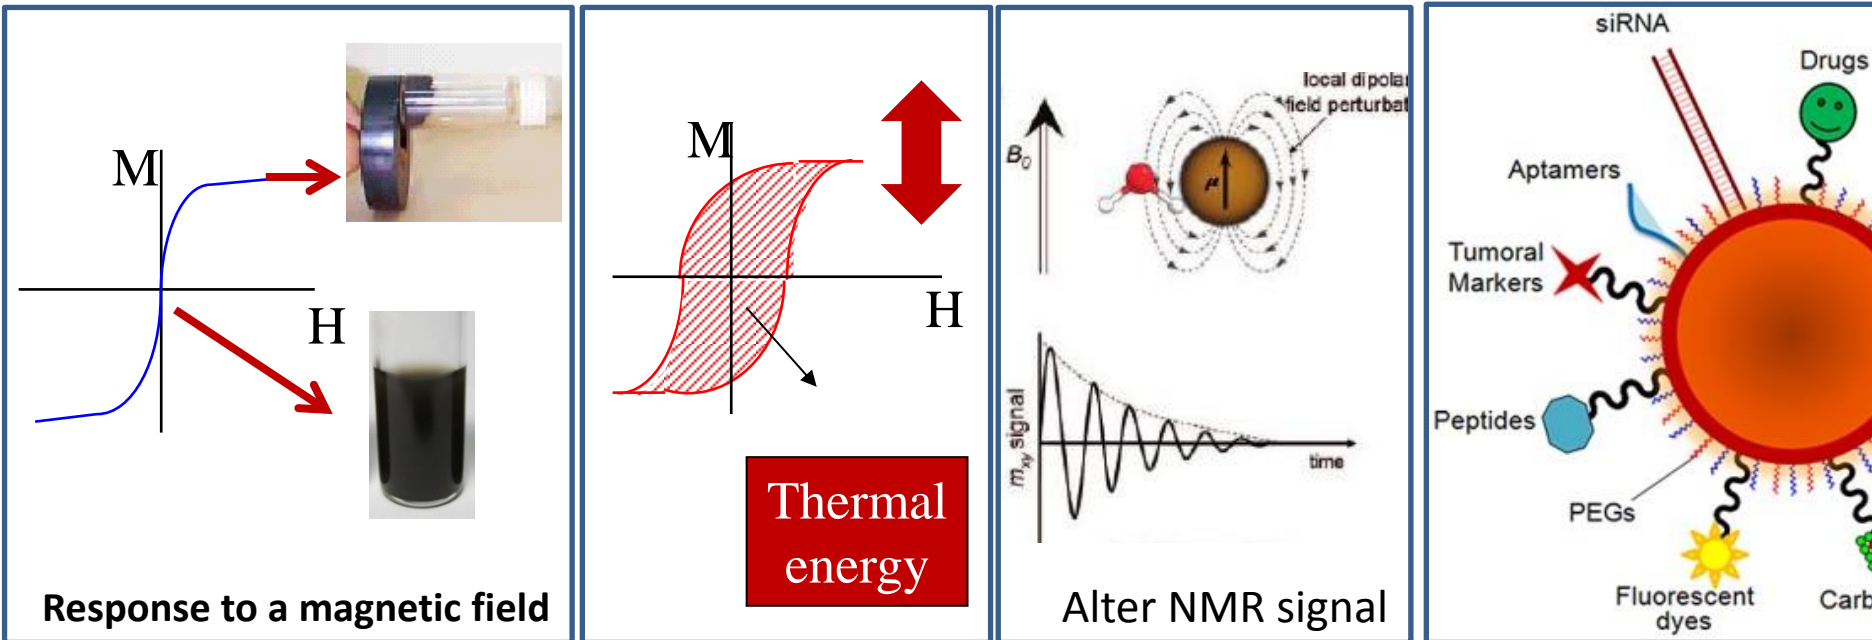 M
H
Response to a magnetic field
M
H
Thermal
energy
local dipolar
field perturbat
B0
μ
mxy signal
time
Alter NMR signal
siRNA
Drugs
Aptamers
Tumoral
Markers
Peptides
PEGs
Fluorescent
dyes
Carb